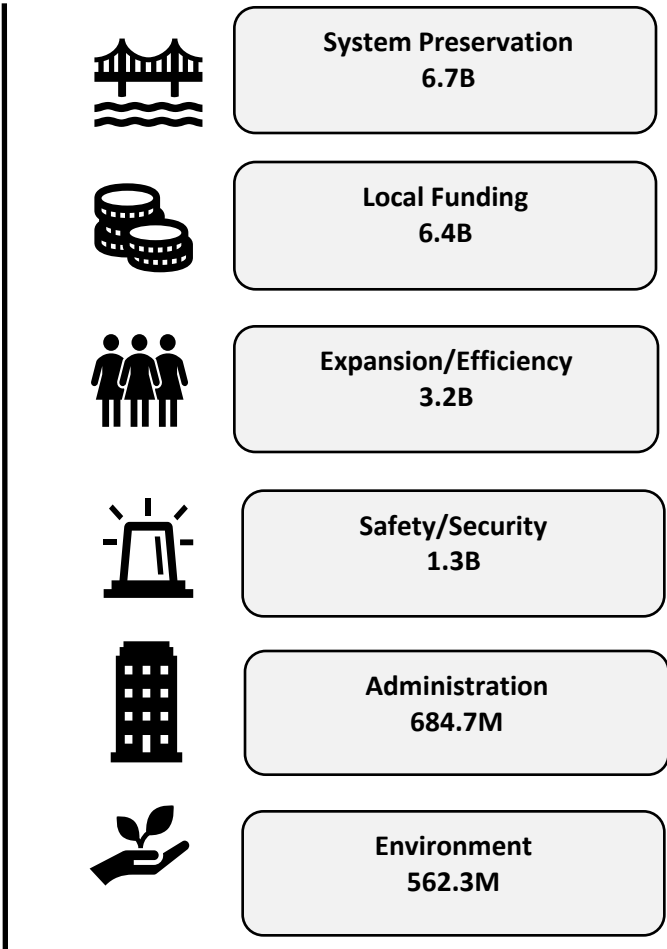 System Preservation
6.7B
Local Funding
6.4B
Expansion/Efficiency
3.2B
Safety/Security
1.3B
Administration
684.7M
Environment
562.3M